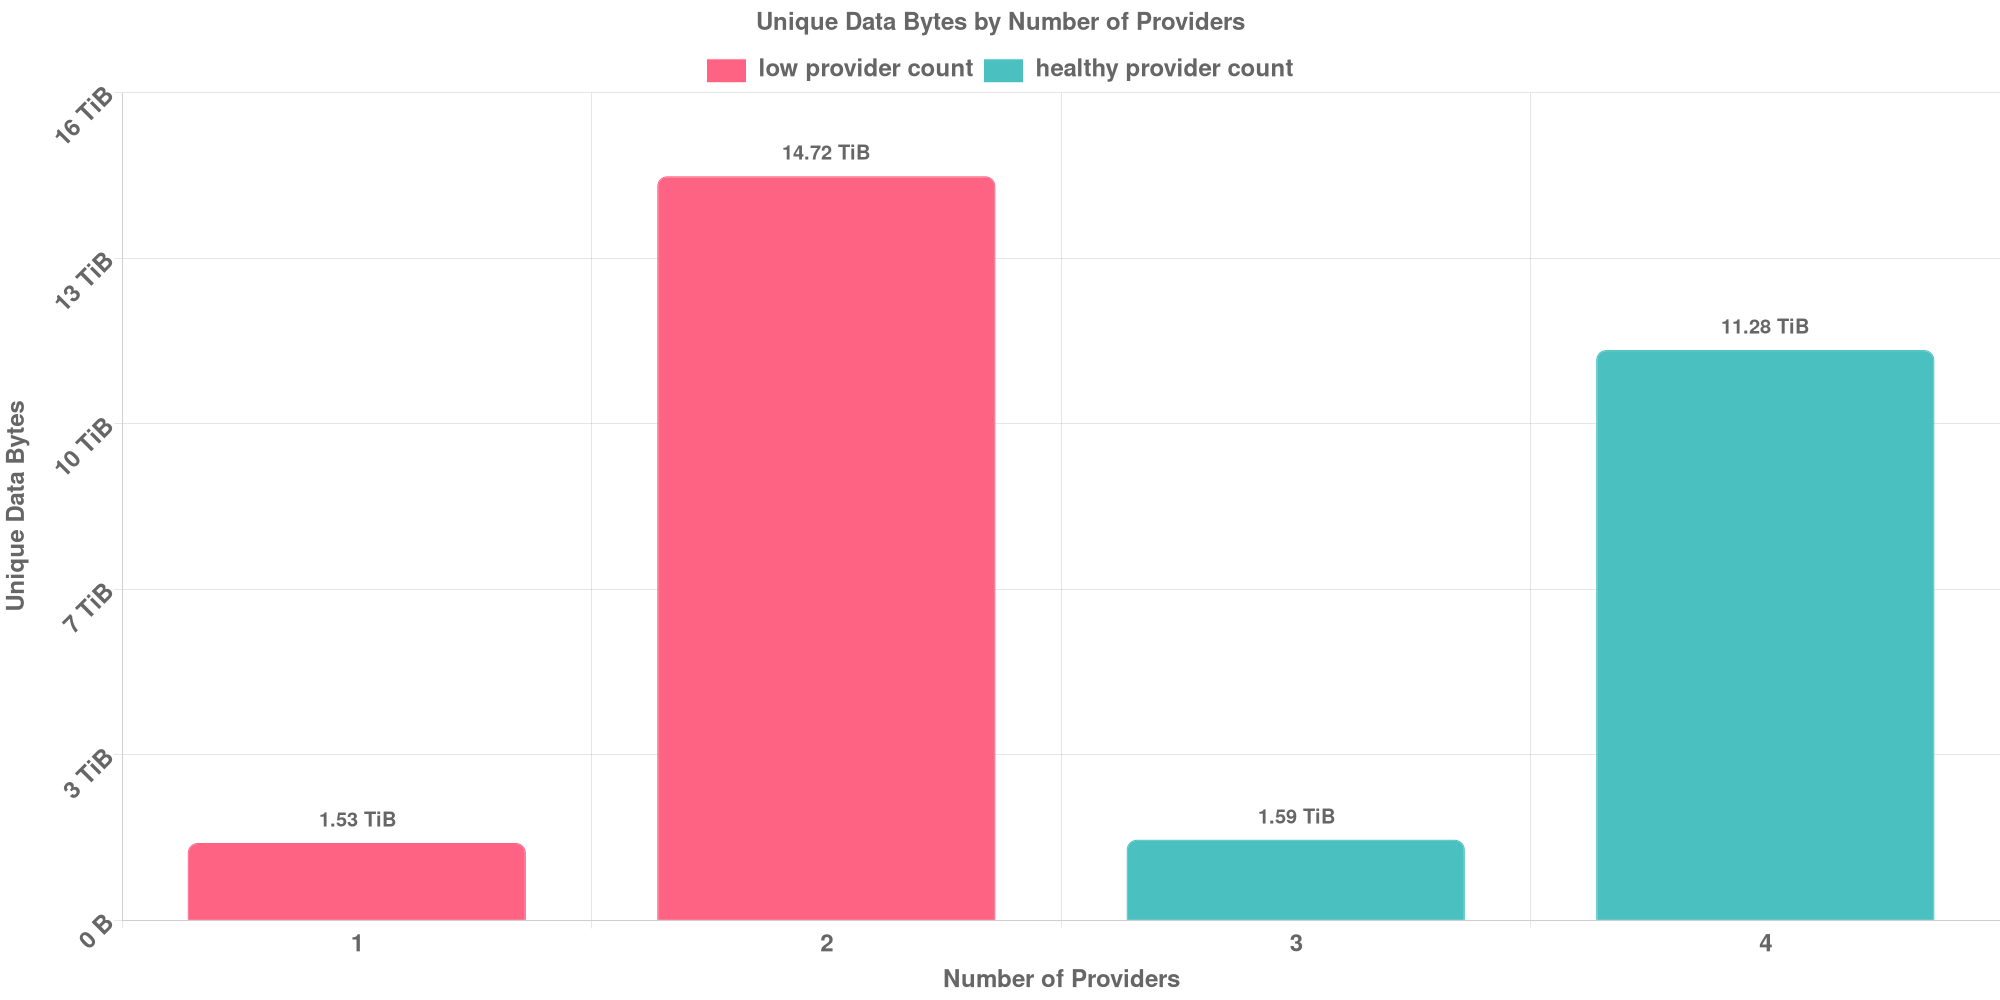 Unique Data Bytes by Number of Providers
low provider count healthy provider count
16 TiB
13 TiB
10 TiB
7 TiB
3 TiB
0 B
Unique Data Bytes
1.53 TiB
14.72 TiB
1.59 TiB
11.28 TiB
1 2 3 4
Number of Providers